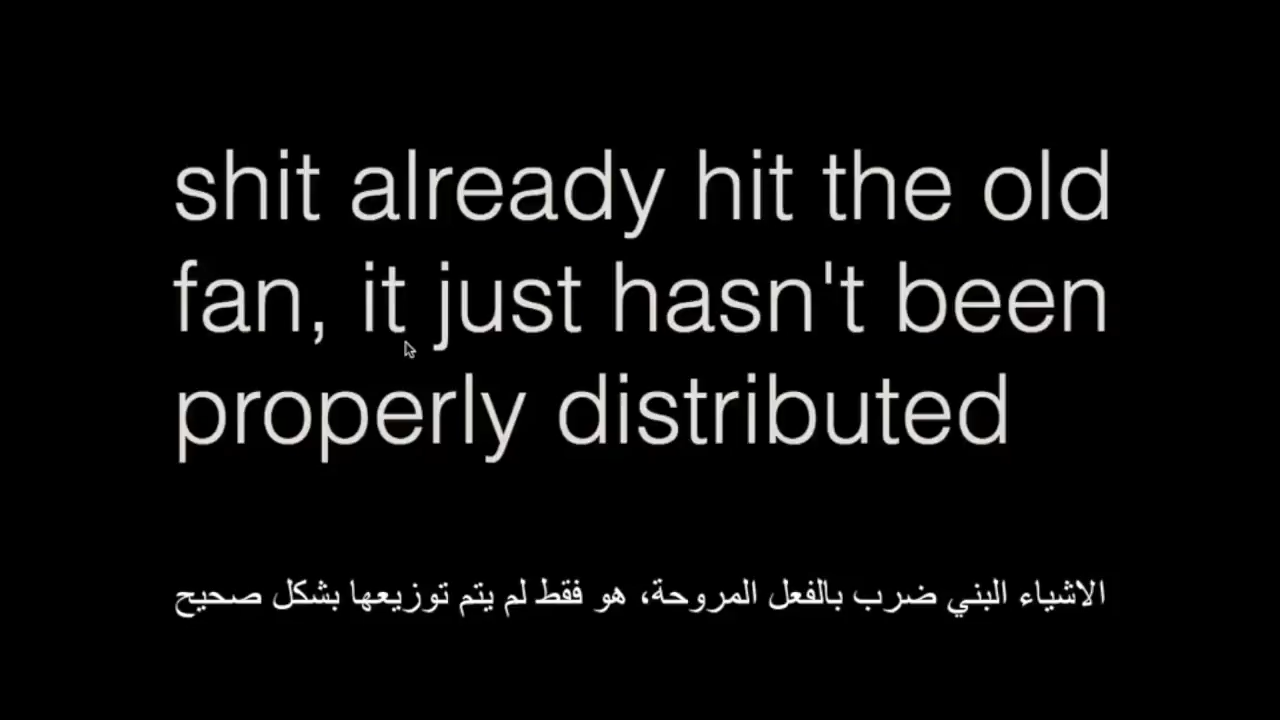 shit already hit the old
fan, it just hasn't been
properly distributed
الاشياء البني ضرب بالفعل المروحة، هو فقط لم يتم توزيعها بشكل صحيح